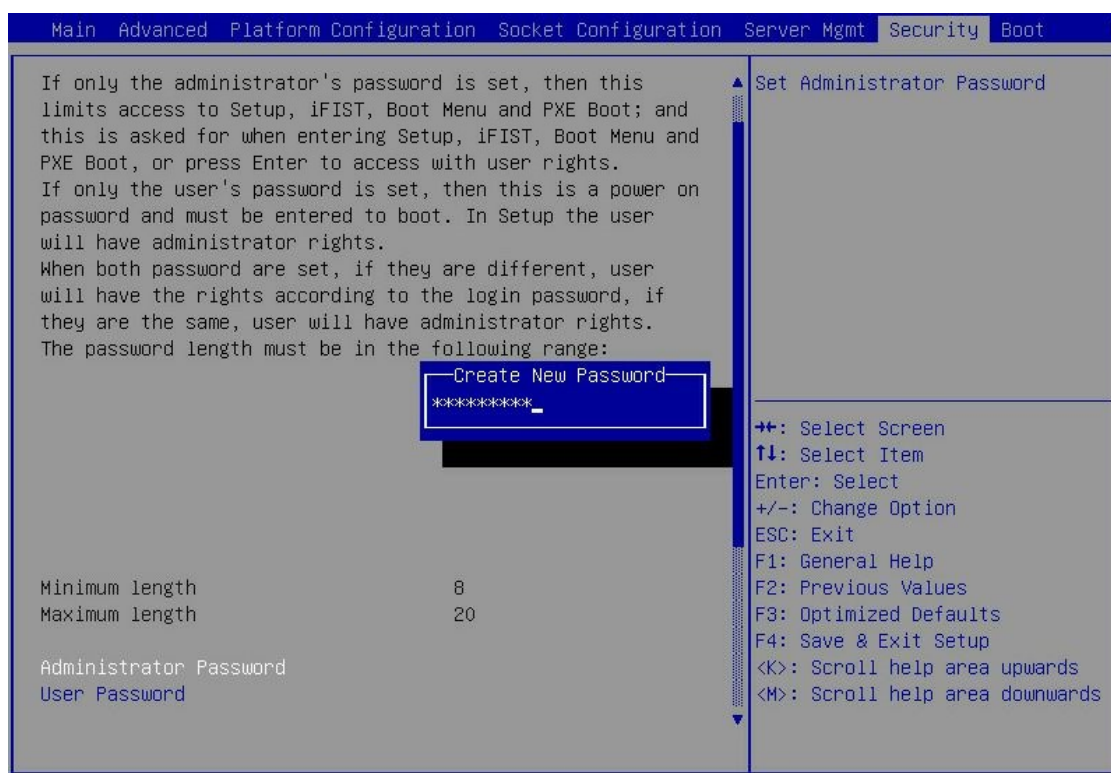 Main Advanced Platform Configuration Socket Configuration Server Mgmt Security Boot
If only the administrator's password is set, then this
limits access to Setup, iFIST, Boot Menu and PXE Boot; and
this is asked for when entering Setup, iFIST, Boot Menu and
PXE Boot, or press Enter to access with user rights.
If only the user's password is set, then this is a power on
password and must be entered to boot. In Setup the user
will have administrator rights.
When both password are set, if they are different, user
will have the rights according to the login password, if
they are the same, user will have administrator rights.
The password length must be in the following range:
Create New Password
*********_
Minimum length 8
Maximum length 20
Administrator Password
User Password
Set Administrator Password
→←: Select Screen
↑↓: Select Item
Enter: Select
+/-: Change Option
ESC: Exit
F1: General Help
F2: Previous Values
F3: Optimized Defaults
F4: Save & Exit Setup
<K>: Scroll help area upwards
<M>: Scroll help area downwards